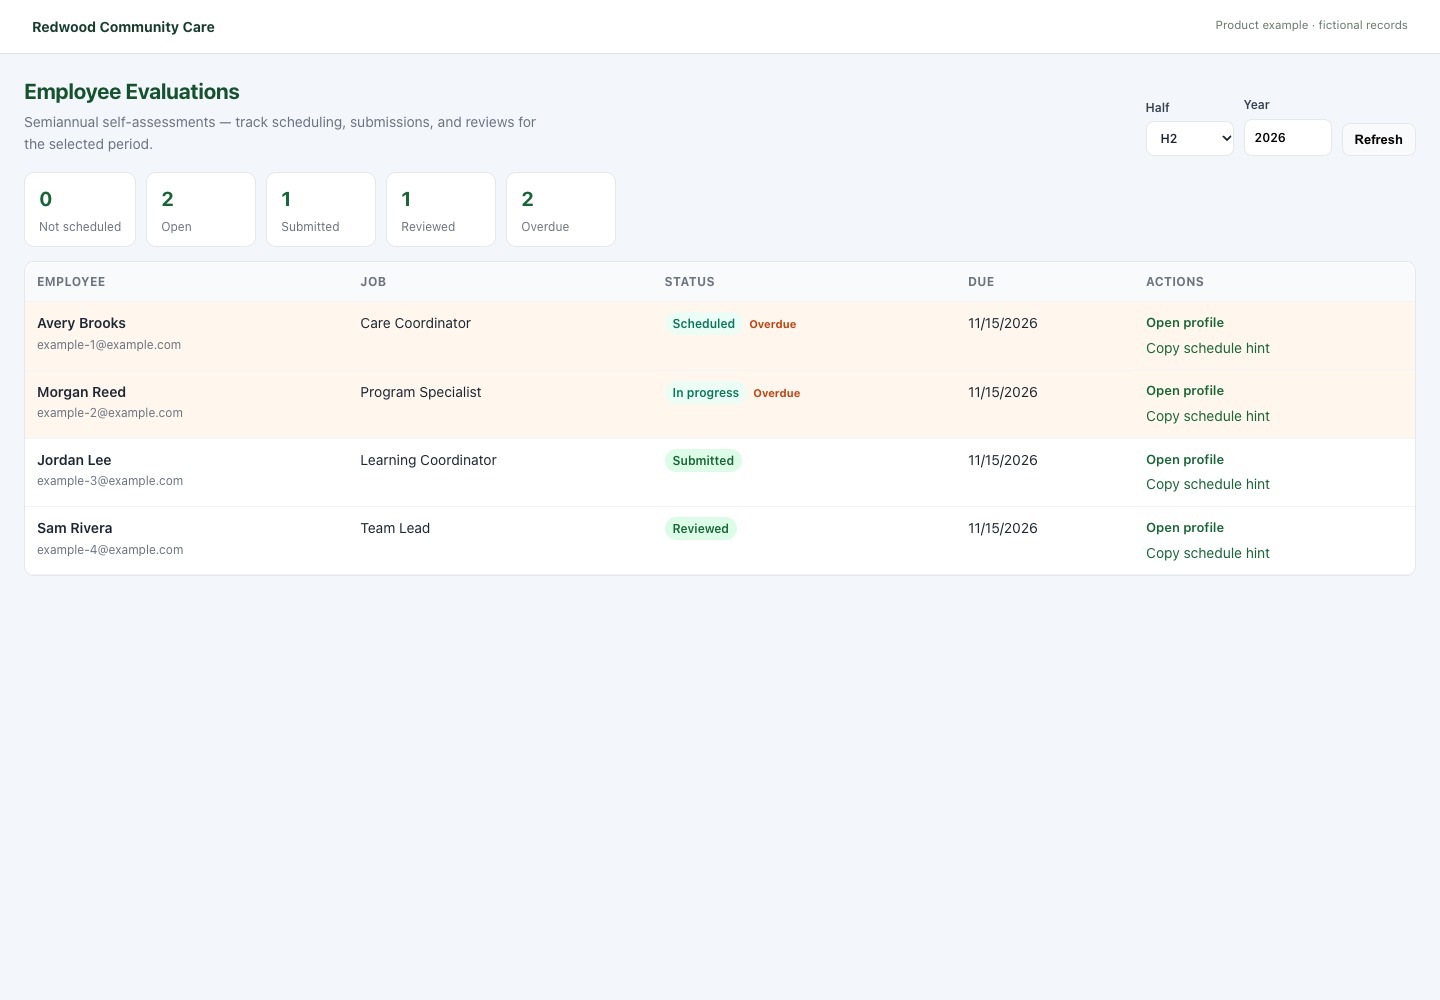 Redwood Community Care
Product example · fictional records
Employee Evaluations
Semiannual self-assessments — track scheduling, submissions, and reviews for
the selected period.
Half
Year
H2
2026
Refresh
0
Not scheduled
2
Open
1
Submitted
1
Reviewed
2
Overdue
EMPLOYEE JOB STATUS DUE ACTIONS
Avery Brooks Care Coordinator Scheduled Overdue 11/15/2026 Open profile
example-1@example.com Copy schedule hint
Morgan Reed Program Specialist In progress Overdue 11/15/2026 Open profile
example-2@example.com Copy schedule hint
Jordan Lee Learning Coordinator Submitted 11/15/2026 Open profile
example-3@example.com Copy schedule hint
Sam Rivera Team Lead Reviewed 11/15/2026 Open profile
example-4@example.com Copy schedule hint